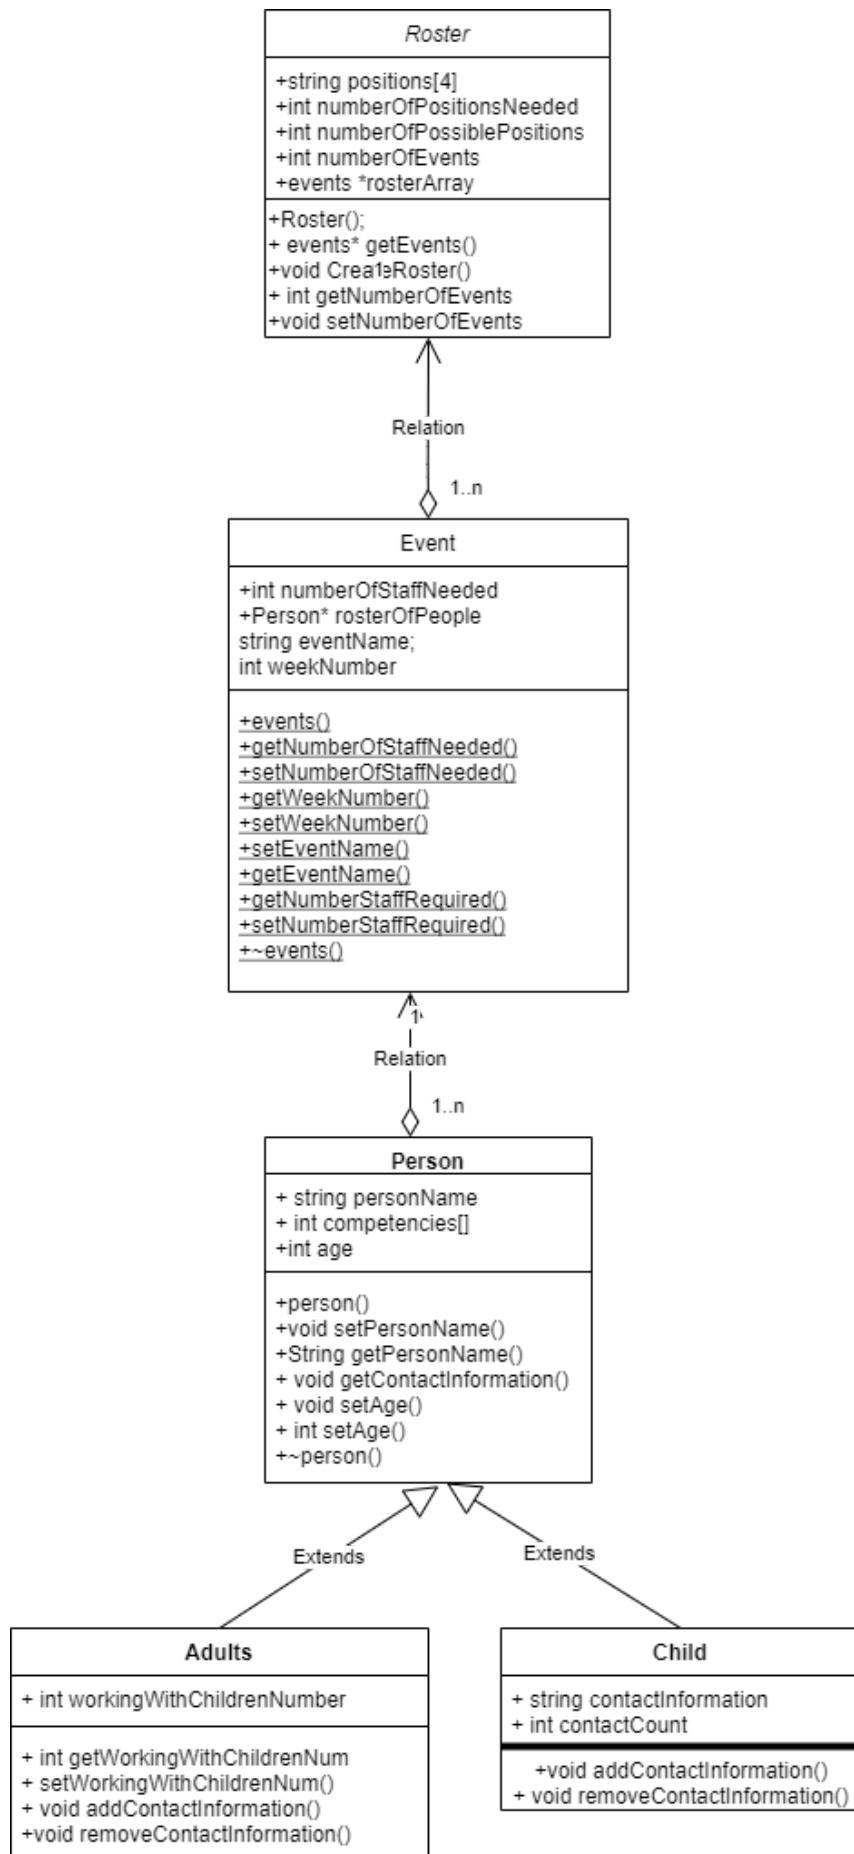 Roster
+string positions[4]
+int numberOfPositionsNeeded
+int numberOfPossiblePositions
+int numberOfEvents
+events *rosterArray
+Roster();
+ events* getEvents()
+void CreateRoster()
1
+ int getNumberOfEvents
+void setNumberOfEvents
Relation
1..n
Event
+int numberOfStaffNeeded
+Person* rosterOfPeople
string eventName;
int weekNumber
+events()
+getNumberOfStaffNeeded()
+setNumberOfStaffNeeded()
+getWeekNumber()
+setWeekNumber()
+setEventName()
+getEventName()
+getNumberStaffRequired()
+setNumberStaffRequired()
+~events()
1
Relation
1..n
Person
+ string personName
+ int competencies[]
+int age
+person()
+void setPersonName()
+String getPersonName()
+ void getContactInformation()
+ void setAge()
+ int setAge()
+~person()
Extends
Extends
Adults
+ int workingWithChildrenNumber
+ int getWorkingWithChildrenNum
+ setWorkingWithChildrenNum()
+ void addContactInformation()
+void removeContactInformation()
Child
+ string contactInformation
+ int contactCount
+void addContactInformation()
+ void removeContactInformation()